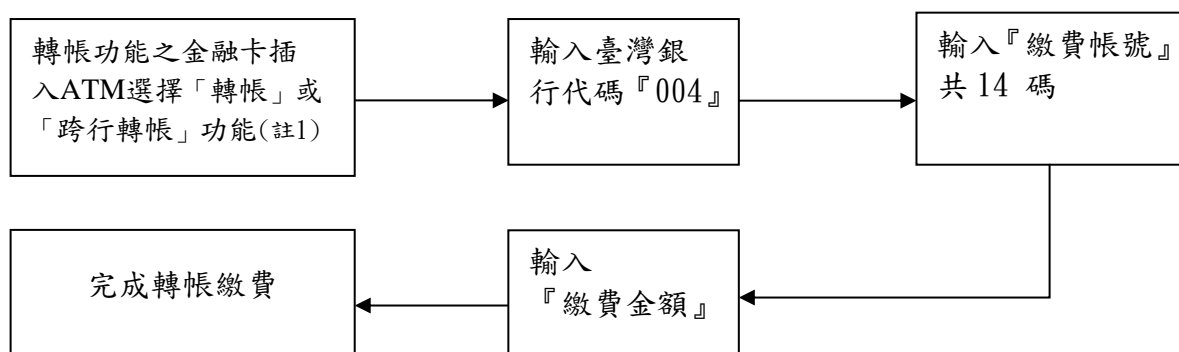 轉帳功能之金融卡插
入ATM選擇「轉帳」或
「跨行轉帳」功能(註1)
輸入臺灣銀
行代碼『004』
輸入『繳費帳號』
共14 碼
輸入
『繳費金額』
完成轉帳繳費